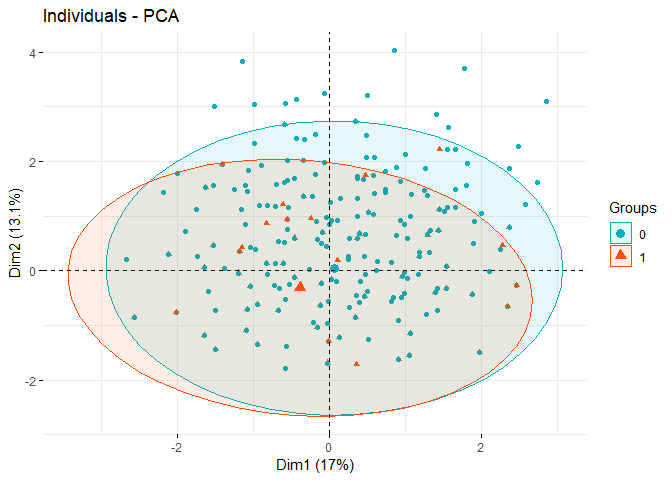 Individuals - PCA
4
2
0
-2
Dim2 (13.1%)
-2
0
2
Dim1 (17%)
Groups
0
1